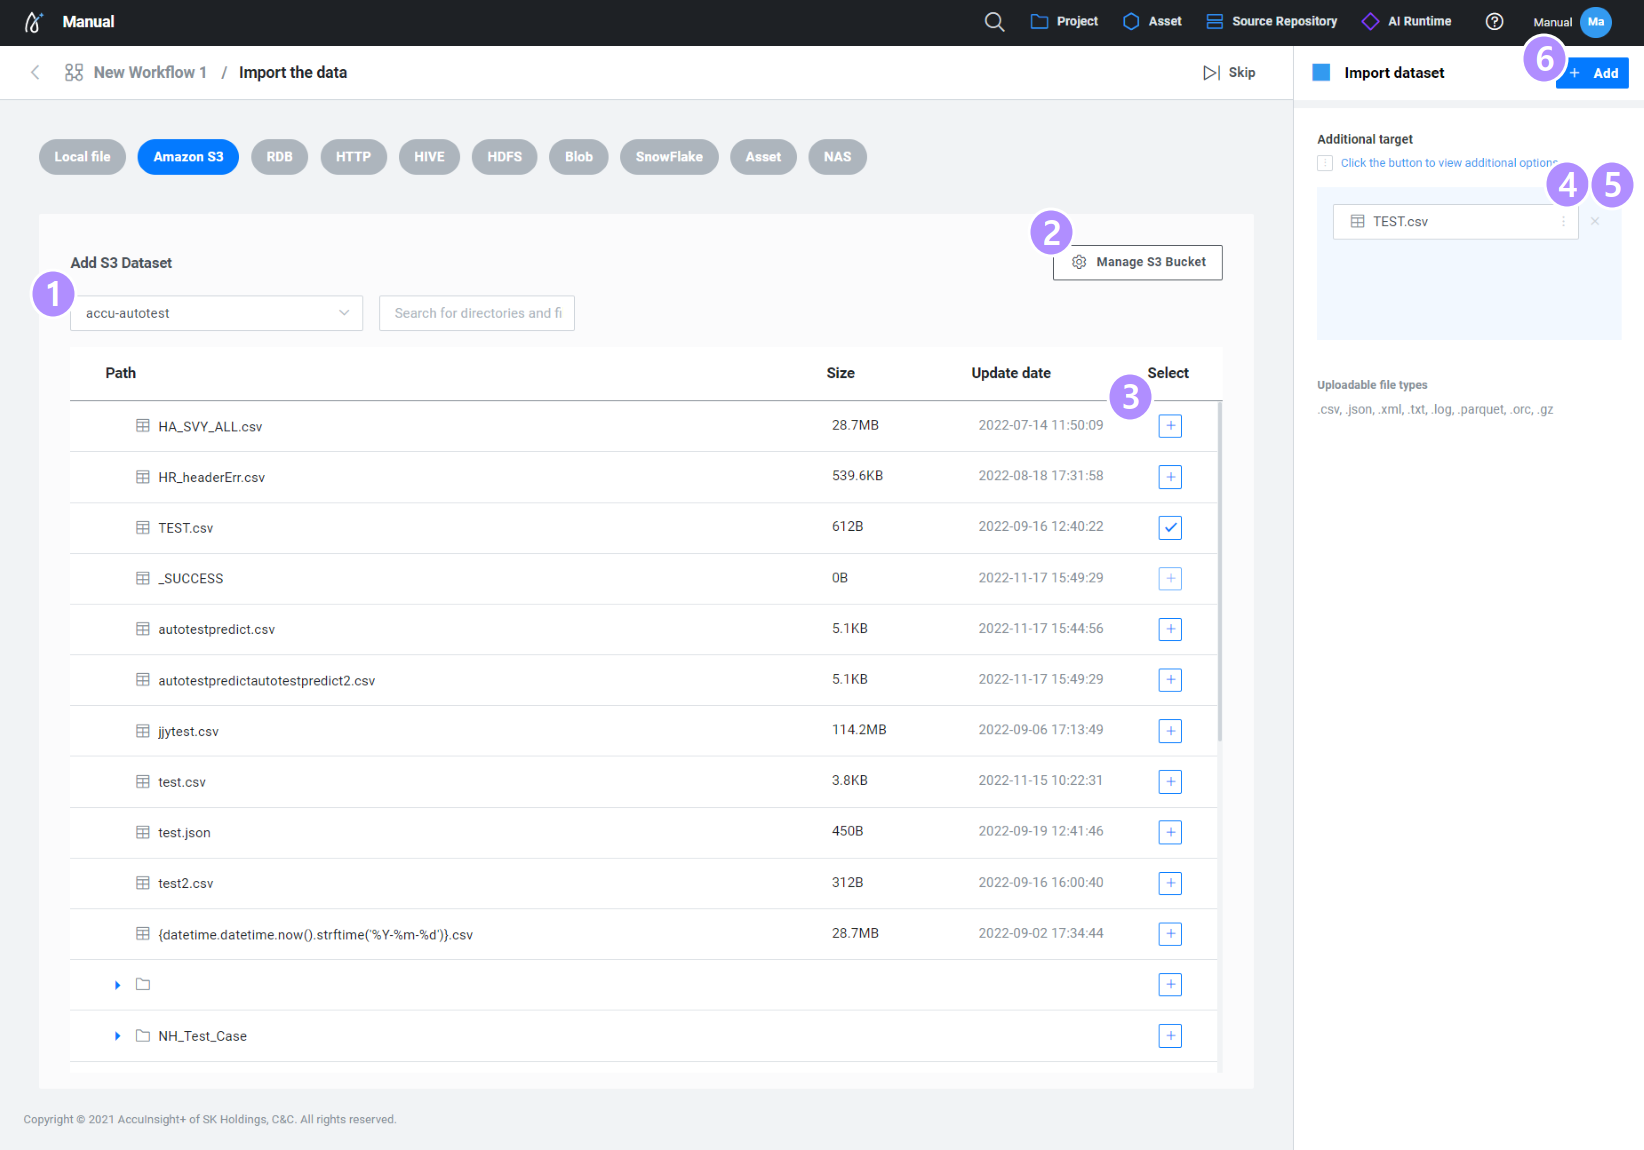 Manual
Project
Asset
Source Repository
AI Runtime
Manual
Ma
New Workflow 1 / Import the data
Skip
Import dataset
6
+ Add
Local file
Amazon S3
RDB
HTTP
HIVE
HDFS
Blob
SnowFlake
Asset
NAS
Additional target
Click the button to view additional options
4
5
TEST.csv
Uploadable file types
.csv, .json, .xml, .txt, .log, .parquet, .orc, .gz
2
Add S3 Dataset
Manage S3 Bucket
1
accu-autotest
Search for directories and fi
Path Size Update date Select
3
HA_SVY_ALL.csv 28.7MB 2022-07-14 11:50:09
HR_headerErr.csv 539.6KB 2022-08-18 17:31:58
TEST.csv 612B 2022-09-16 12:40:22
_SUCCESS 0B 2022-11-17 15:49:29
autotestpredict.csv 5.1KB 2022-11-17 15:44:56
autotestpredictautotestpredict2.csv 5.1KB 2022-11-17 15:49:29
jjytest.csv 114.2MB 2022-09-06 17:13:49
test.csv 3.8KB 2022-11-15 10:22:31
test.json 450B 2022-09-19 12:41:46
test2.csv 312B 2022-09-16 16:00:40
{datetime.datetime.now().strftime('%Y-%m-%d')}.csv 28.7MB 2022-09-02 17:34:44
NH_Test_Case
Copyright © 2021 AccuInsight+ of SK Holdings, C&C. All rights reserved.